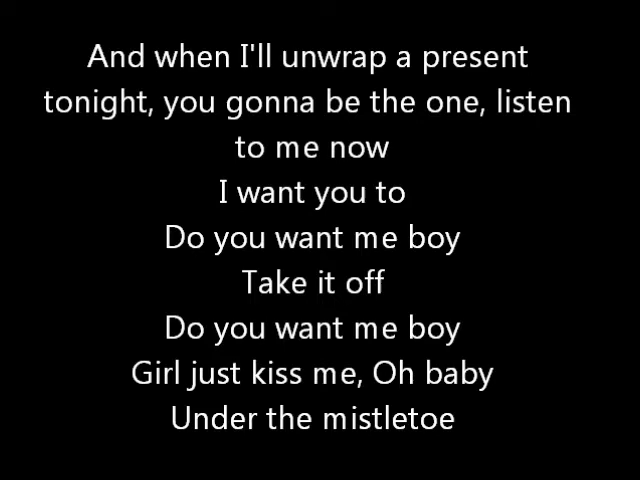 And when I'll unwrap a present
tonight, you gonna be the one, listen
to me now
I want you to
Do you want me boy
Take it off
Do you want me boy
Girl just kiss me, Oh baby
Under the mistletoe